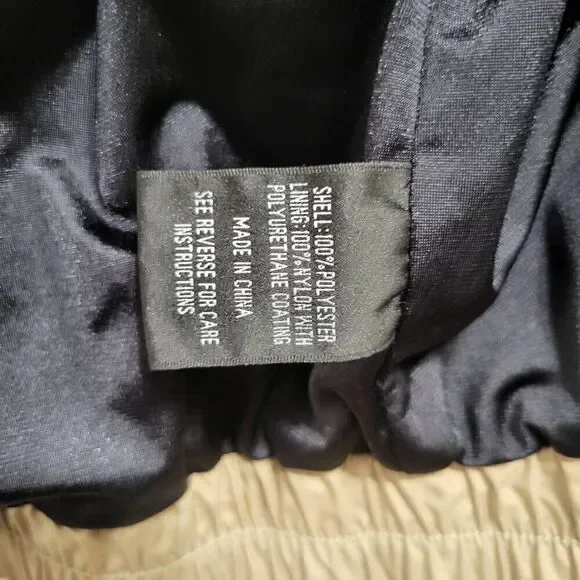 SHELL:100%POLYESTER
LINING:100%NYLON WITH
POLYURETHANE COATING
MADE IN CHINA
SEE REVERSE FOR CARE
INSTRUCTIONS